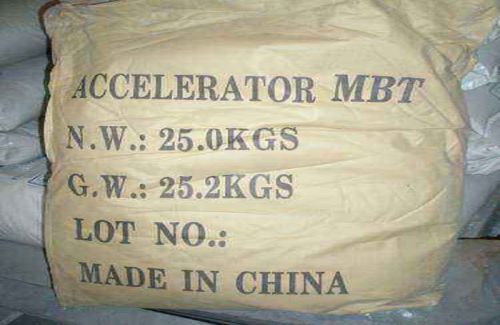 ACCELERATOR MBT
N.W.: 25.0KGS
G.W.: 25.2KGS
LOT NO.:
MADE IN CHINA